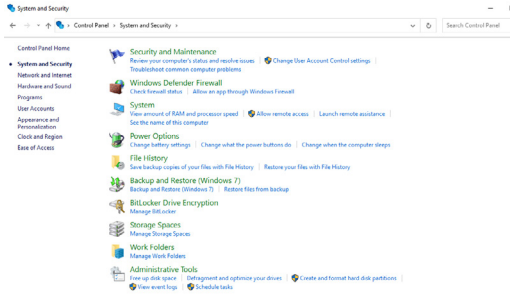 System and Security
Control Panel > System and Security >
Search Control Panel
Control Panel Home
System and Security
Network and Internet
Hardware and Sound
Programs
User Accounts
Appearance and
Personalization
Clock and Region
Ease of Access
Security and Maintenance
Review your computer's status and resolve issues | Change User Account Control settings |
Troubleshoot common computer problems
Windows Defender Firewall
Check firewall status | Allow an app through Windows Firewall
System
View amount of RAM and processor speed | Allow remote access | Launch remote assistance |
See the name of this computer
Power Options
Change battery settings | Change what the power buttons do | Change when the computer sleeps
File History
Save backup copies of your files with File History | Restore your files with File History
Backup and Restore (Windows 7)
Backup and Restore (Windows 7) | Restore files from backup
BitLocker Drive Encryption
Manage BitLocker
Storage Spaces
Manage Storage Spaces
Work Folders
Manage Work Folders
Administrative Tools
Free up disk space | Defragment and optimize your drives | Create and format hard disk partitions |
View event logs | Schedule tasks